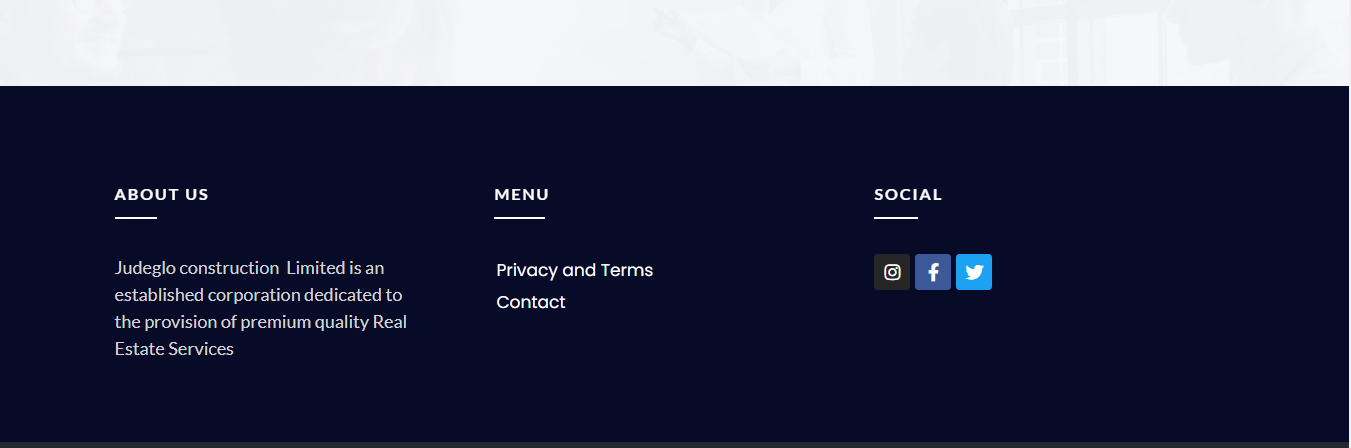 ABOUT US
Judeglo construction  Limited is an
established corporation dedicated to
the provision of premium quality Real
Estate Services
MENU
Privacy and Terms
Contact
SOCIAL